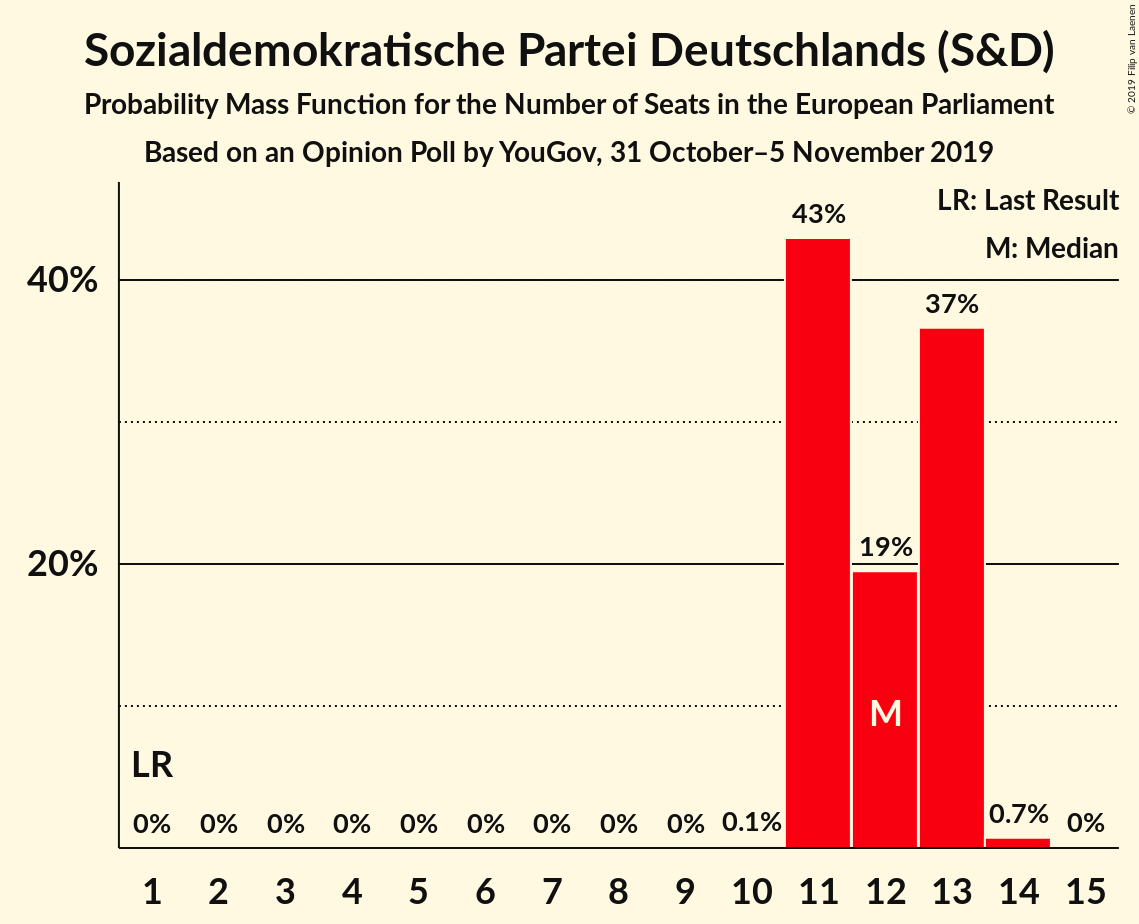 Sozialdemokratische Partei Deutschlands (S&D)
Probability Mass Function for the Number of Seats in the European Parliament
Based on an Opinion Poll by YouGov, 31 October–5 November 2019
© 2019 Filip van Laenen
LR: Last Result
M: Median
43%
40%
37%
20%
19%
M
LR
0% 0% 0% 0% 0% 0% 0% 0% 0% 0.1% 0.7% 0%
1 2 3 4 5 6 7 8 9 10 11 12 13 14 15